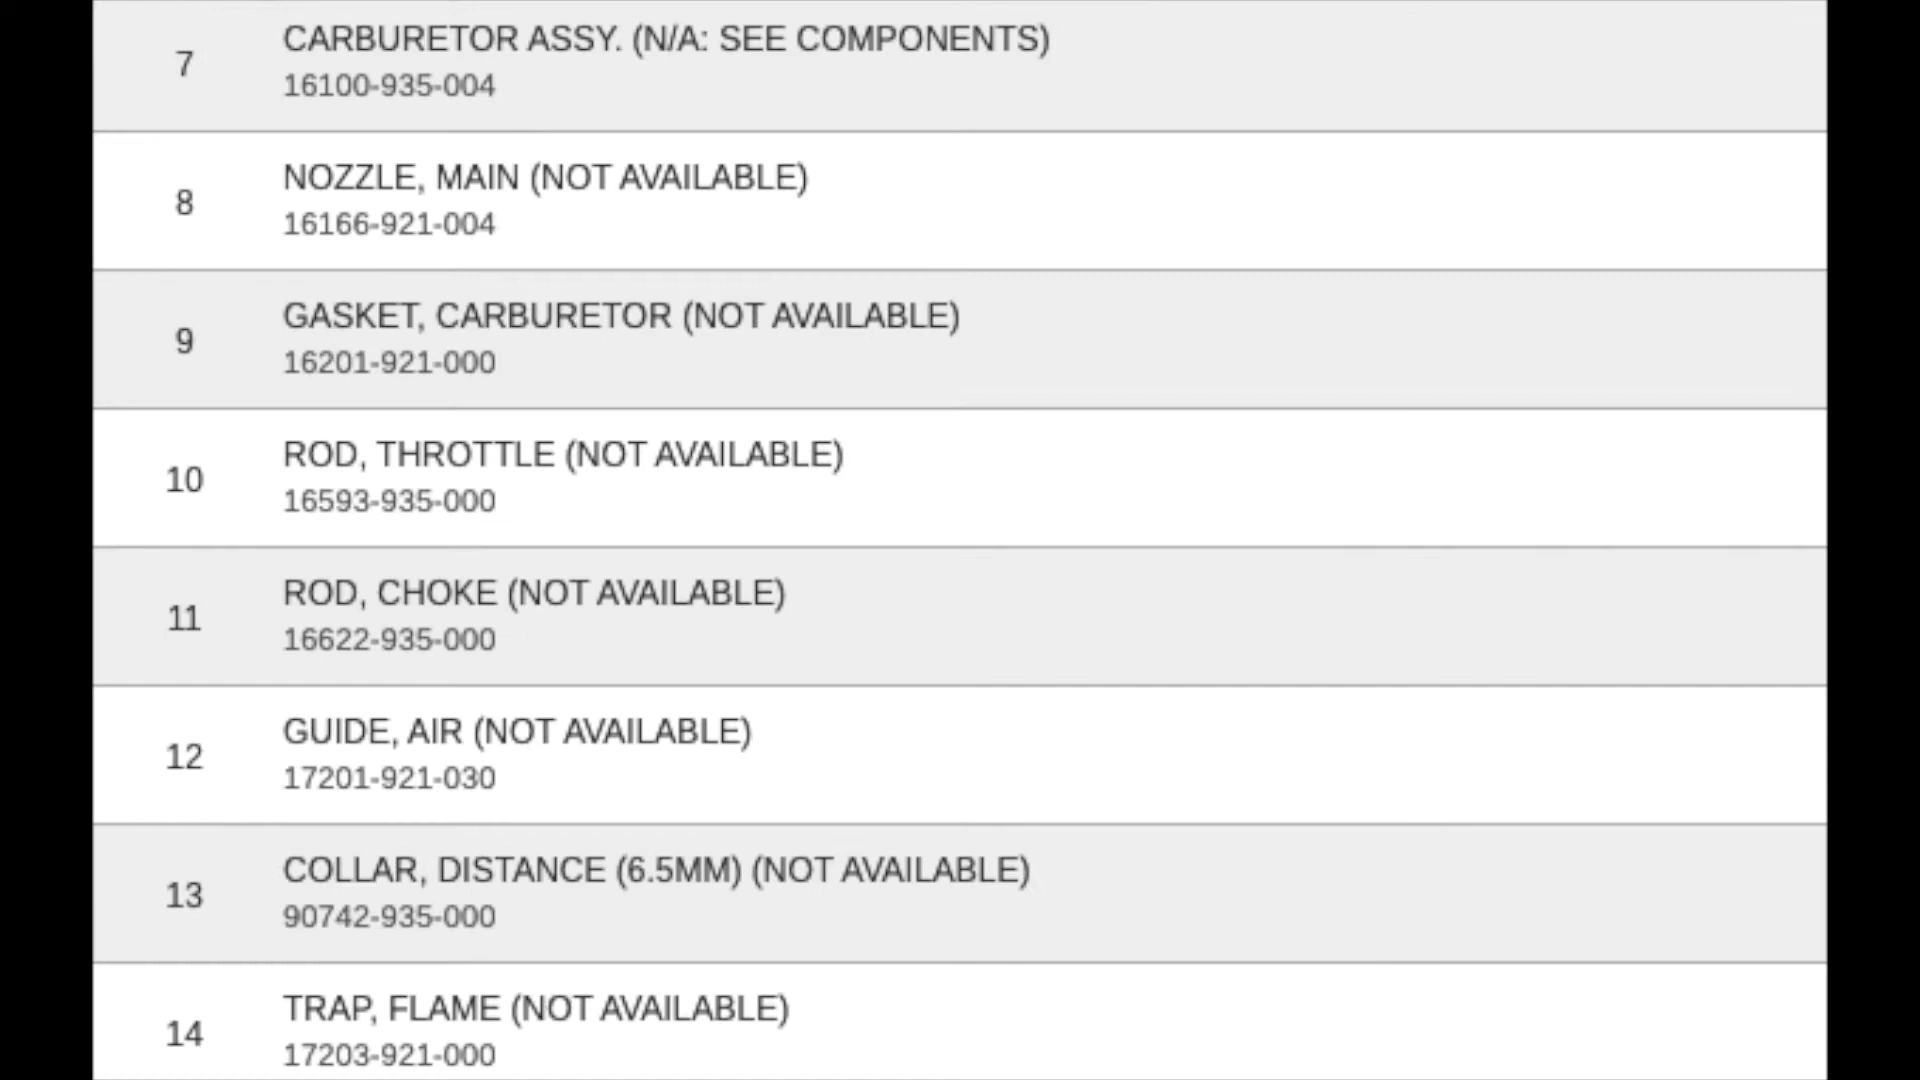 7
CARBURETOR ASSY. (N/A: SEE COMPONENTS)
16100-935-004
8
NOZZLE, MAIN (NOT AVAILABLE)
16166-921-004
9
GASKET, CARBURETOR (NOT AVAILABLE)
16201-921-000
10
ROD, THROTTLE (NOT AVAILABLE)
16593-935-000
11
ROD, CHOKE (NOT AVAILABLE)
16622-935-000
12
GUIDE, AIR (NOT AVAILABLE)
17201-921-030
13
COLLAR, DISTANCE (6.5MM) (NOT AVAILABLE)
90742-935-000
14
TRAP, FLAME (NOT AVAILABLE)
17203-921-000